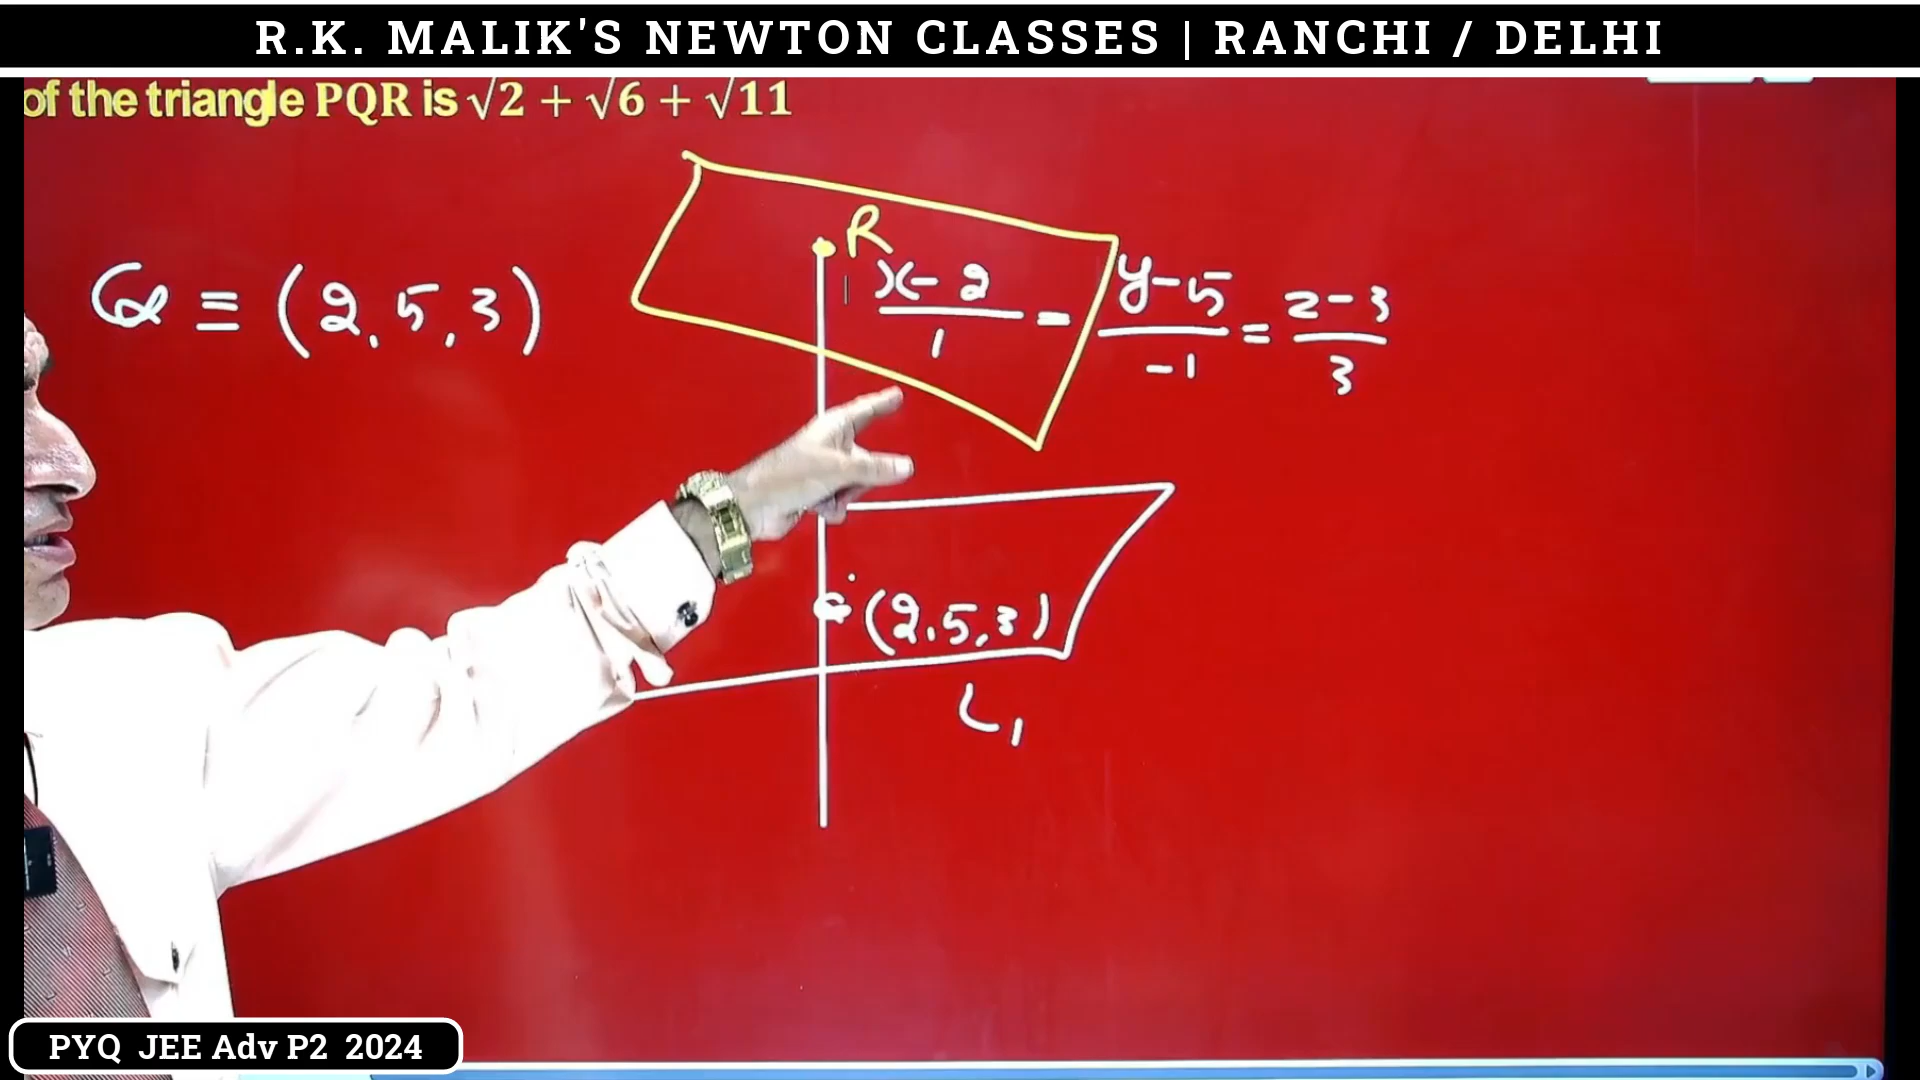 R.K. MALIK'S NEWTON CLASSES | RANCHI / DELHI
of the triangle PQR is √2 + √6 + √11
R
Q ≡ (2, 5, 3)
x-2/1 = y-5/-1 = z-3/3
Q (2, 5, 3)
L1
PYQ JEE Adv P2 2024